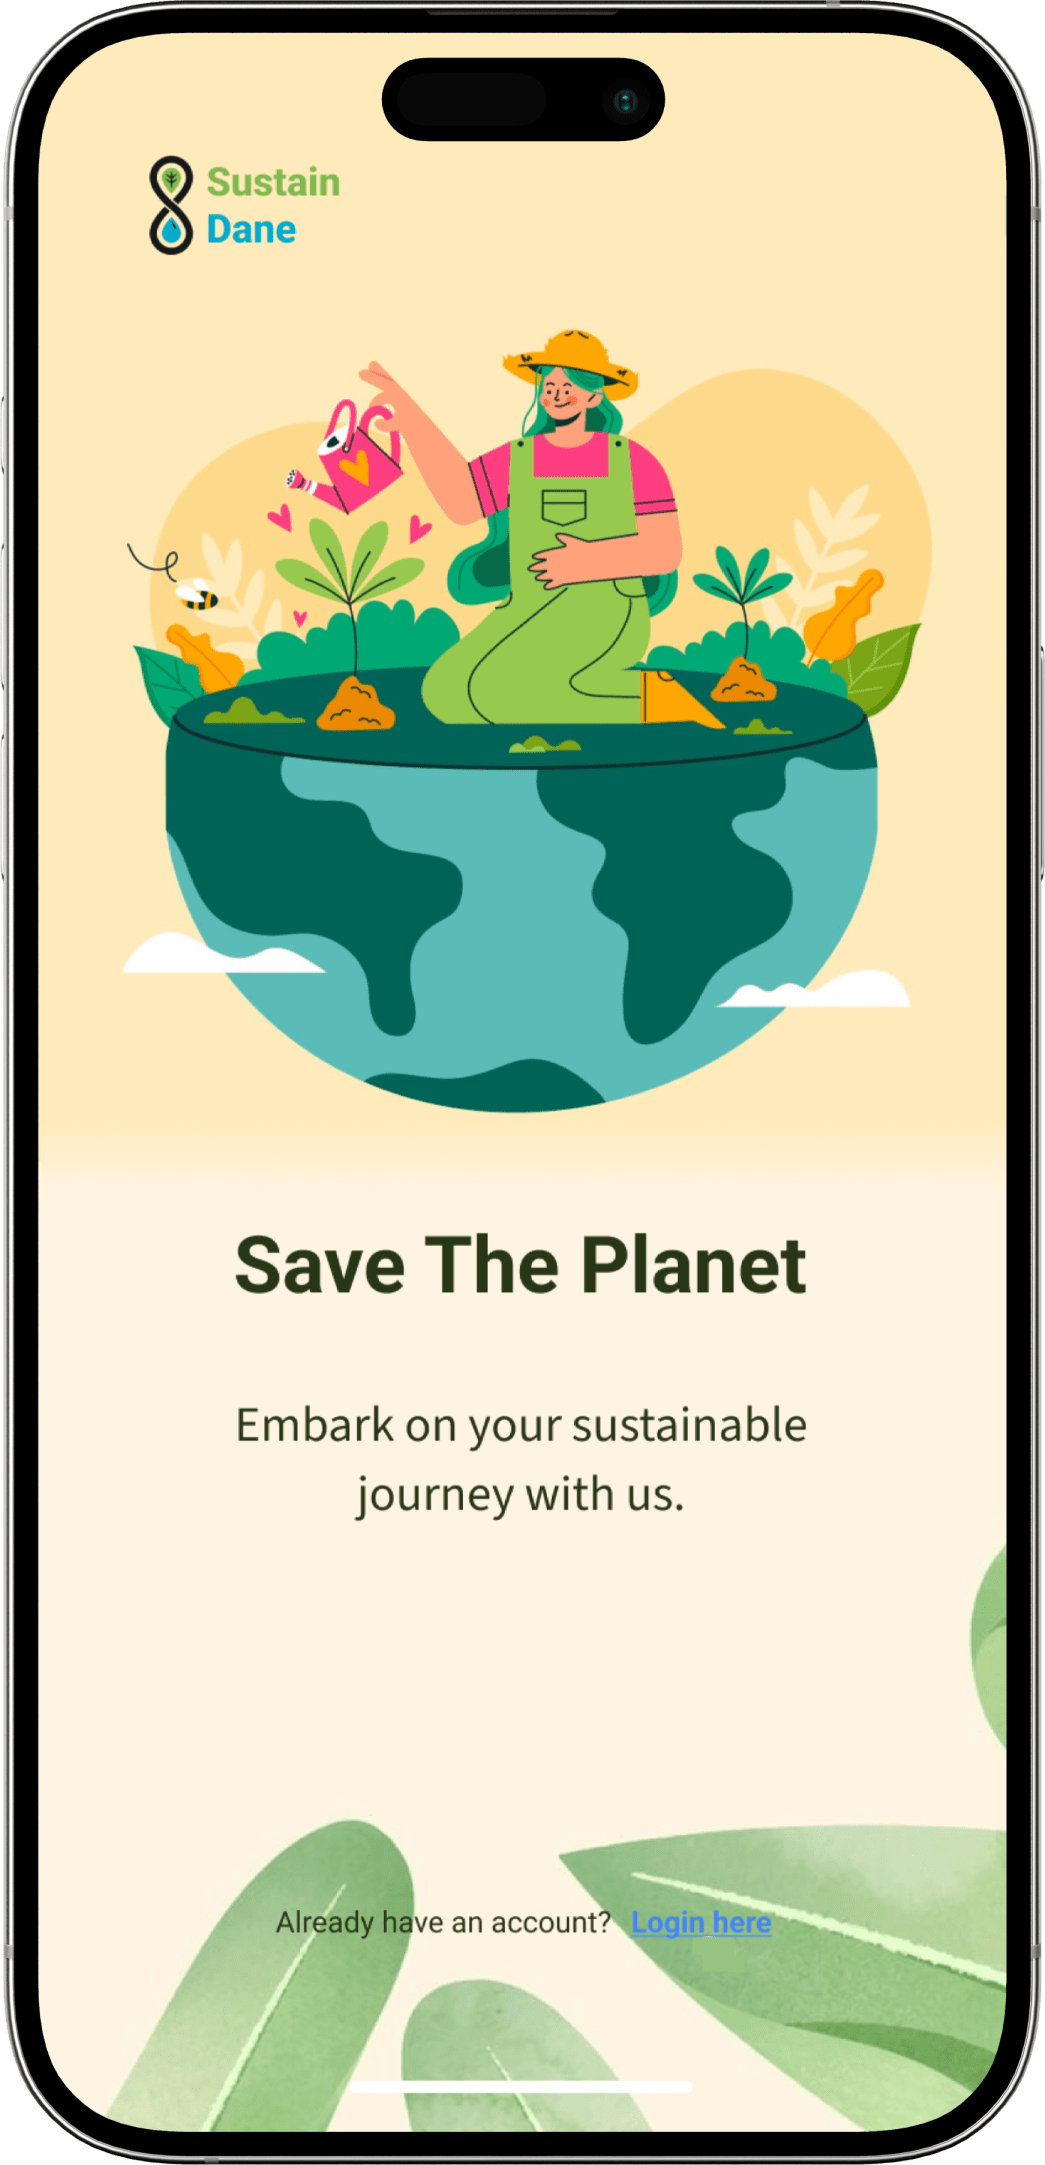 Sustain
Dane
Save The Planet
Embark on your sustainable
journey with us.
Already have an account? Login here